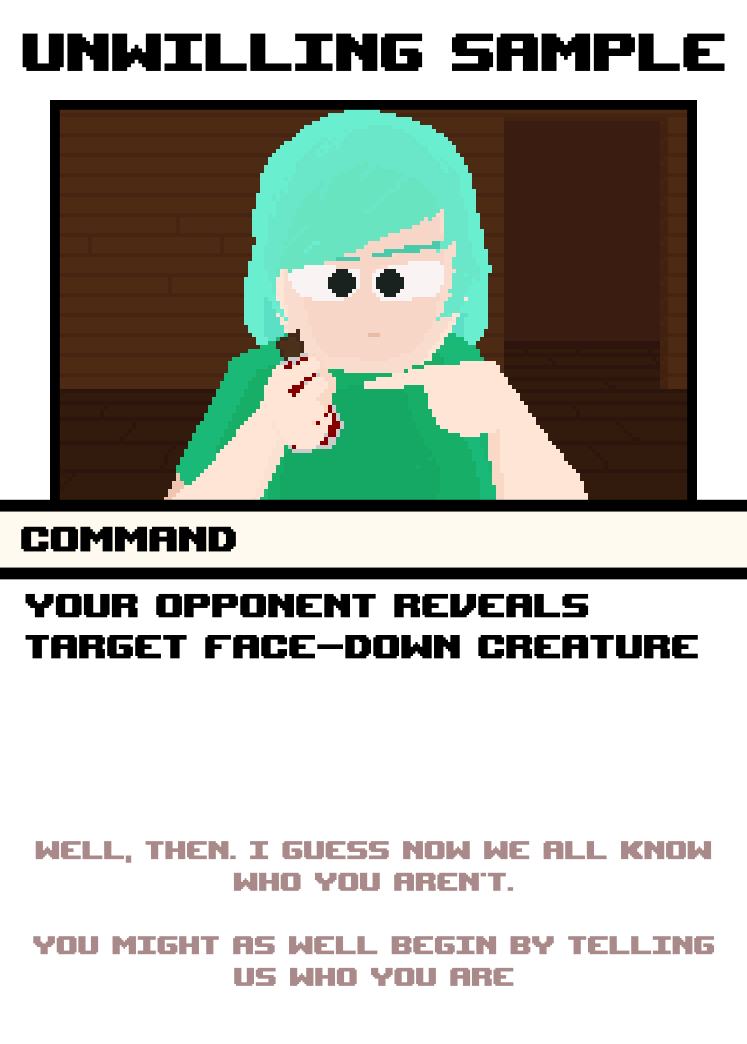 UNWILLING SAMPLE
COMMAND
YOUR OPPONENT REVEALS
TARGET FACE-DOWN CREATURE
WELL, THEN. I GUESS NOW WE ALL KNOW
WHO YOU AREN'T.
YOU MIGHT AS WELL BEGIN BY TELLING
US WHO YOU ARE